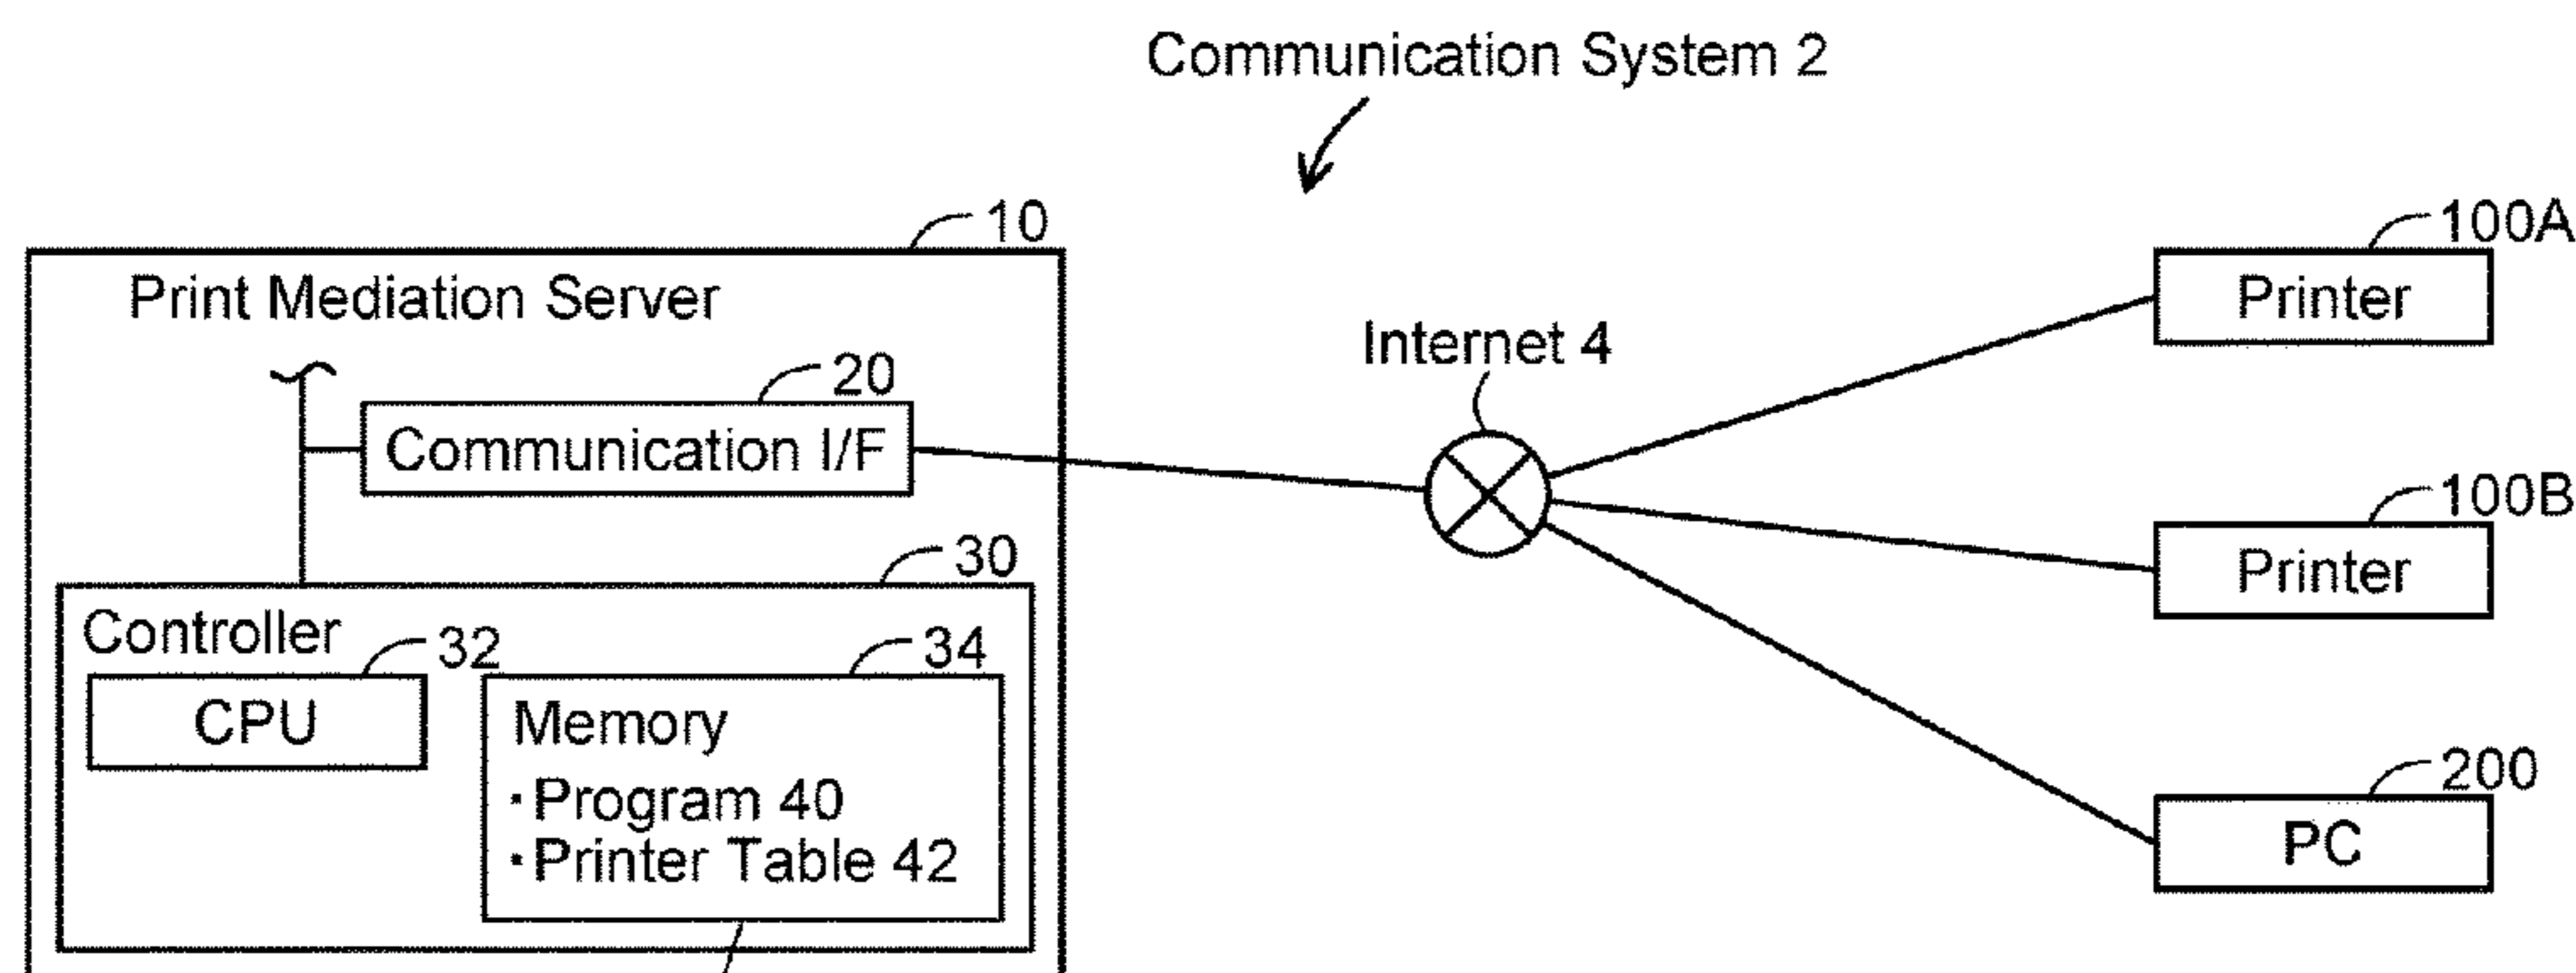 Communication System 2
10
100A
Print Mediation Server
Printer
Internet 4
20
Communication I/F
100B
Printer
30
Controller
32
34
CPU
Memory
·Program 40
·Printer Table 42
200
PC